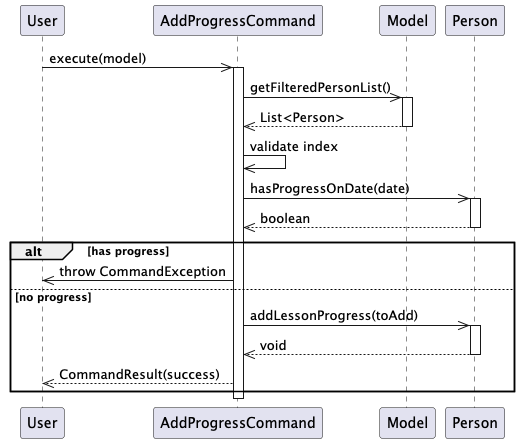 User AddProgressCommand Model Person
execute(model)
getFilteredPersonList()
List<Person>
validate index
hasProgressOnDate(date)
boolean
alt [has progress]
throw CommandException
[no progress]
addLessonProgress(toAdd)
void
CommandResult(success)
User AddProgressCommand Model Person